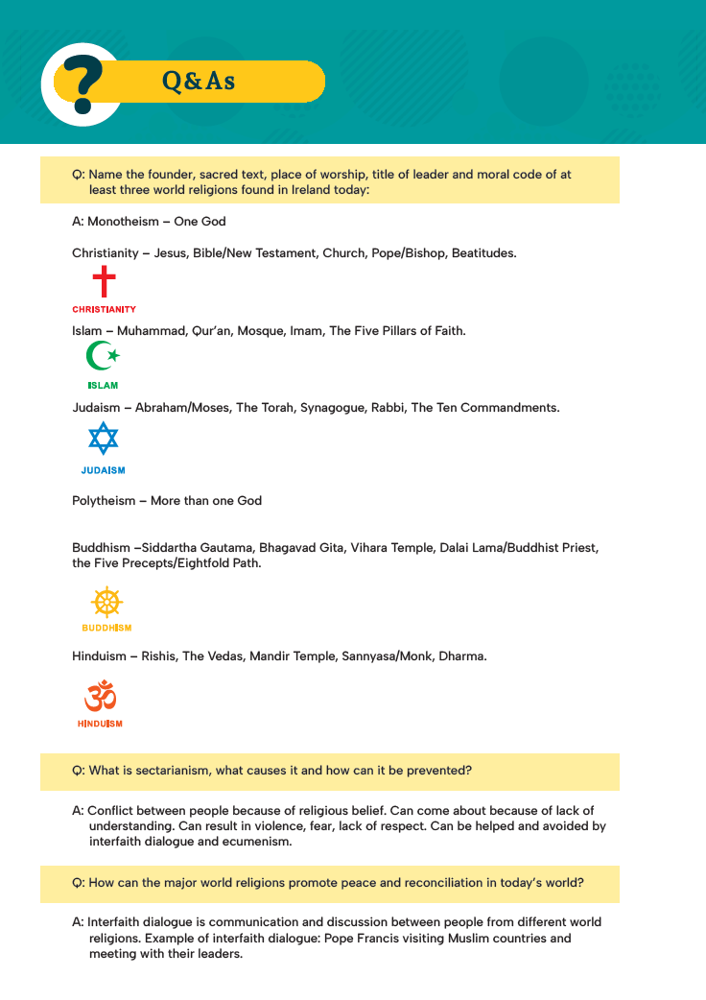 ?
Q&As
Q: Name the founder, sacred text, place of worship, title of leader and moral code of at
least three world religions found in Ireland today:
A: Monotheism – One God
Christianity – Jesus, Bible/New Testament, Church, Pope/Bishop, Beatitudes.
CHRISTIANITY
Islam – Muhammad, Qur’an, Mosque, Imam, The Five Pillars of Faith.
ISLAM
Judaism – Abraham/Moses, The Torah, Synagogue, Rabbi, The Ten Commandments.
JUDAISM
Polytheism – More than one God
Buddhism –Siddartha Gautama, Bhagavad Gita, Vihara Temple, Dalai Lama/Buddhist Priest,
the Five Precepts/Eightfold Path.
BUDDHISM
Hinduism – Rishis, The Vedas, Mandir Temple, Sannyasa/Monk, Dharma.
ॐ
HINDUISM
Q: What is sectarianism, what causes it and how can it be prevented?
A: Conflict between people because of religious belief. Can come about because of lack of
understanding. Can result in violence, fear, lack of respect. Can be helped and avoided by
interfaith dialogue and ecumenism.
Q: How can the major world religions promote peace and reconciliation in today’s world?
A: Interfaith dialogue is communication and discussion between people from different world
religions. Example of interfaith dialogue: Pope Francis visiting Muslim countries and
meeting with their leaders.